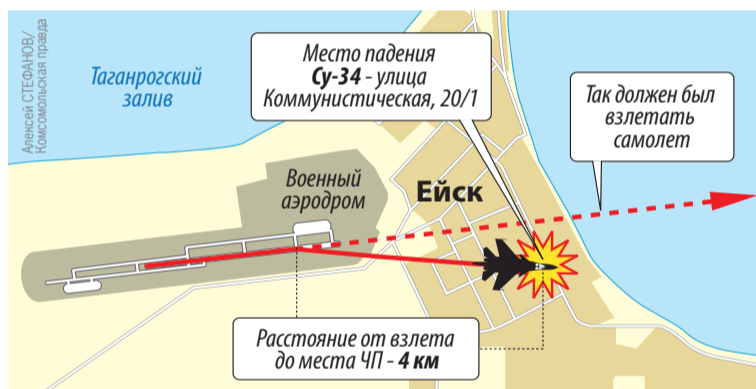 Алексей СТЕФАНОВ/
Комсомольская правда
Таганрогский
залив
Место падения
Су-34 - улица
Коммунистическая, 20/1
Так должен был
взлетать
самолет
Военный
аэродром
Ейск
Расстояние от взлета
до места ЧП - 4 км